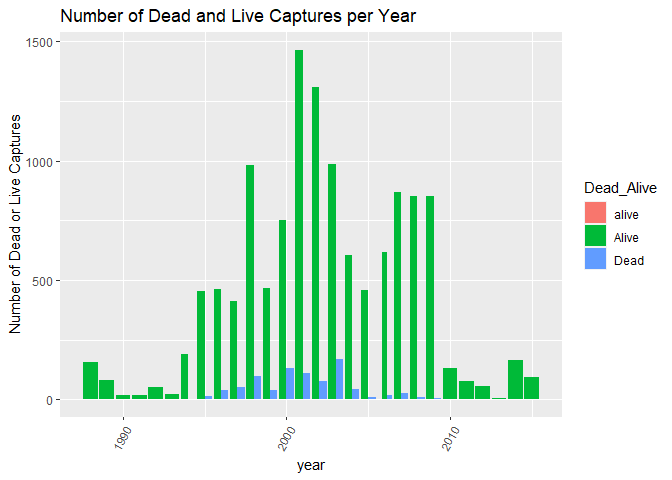 Number of Dead and Live Captures per Year
Number of Dead or Live Captures
1500
1000
500
0
1990
2000
2010
year
Dead_Alive
alive
Alive
Dead